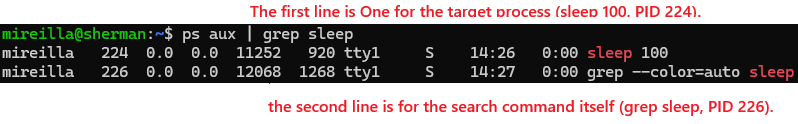 The first line is One for the target process (sleep 100, PID 224).
mireilla@sherman:~$ ps aux | grep sleep
mireilla   224  0.0  0.0  11252   920 tty1     S    14:26   0:00 sleep 100
mireilla   226  0.0  0.0  12068  1268 tty1     S    14:27   0:00 grep --color=auto sleep
the second line is for the search command itself (grep sleep, PID 226).